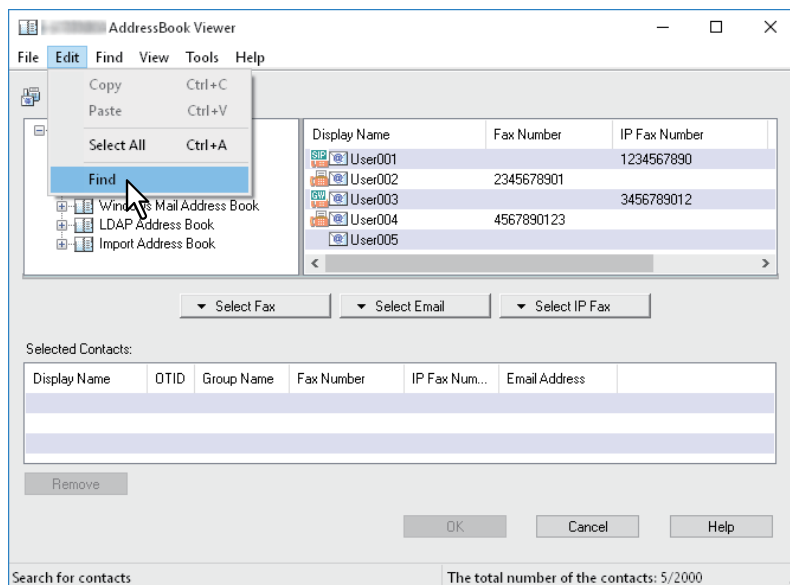 AddressBook Viewer
File Edit Find View Tools Help
Copy Ctrl+C
Paste Ctrl+V
Select All Ctrl+A
Find
Windows Mail Address Book
LDAP Address Book
Import Address Book
Display Name Fax Number IP Fax Number
SIP User001 1234567890
User002 2345678901
GW User003 3456789012
User004 4567890123
User005
Select Fax Select Email Select IP Fax
Selected Contacts:
Display Name OTID Group Name Fax Number IP Fax Num... Email Address
Remove
OK Cancel Help
Search for contacts The total number of the contacts: 5/2000